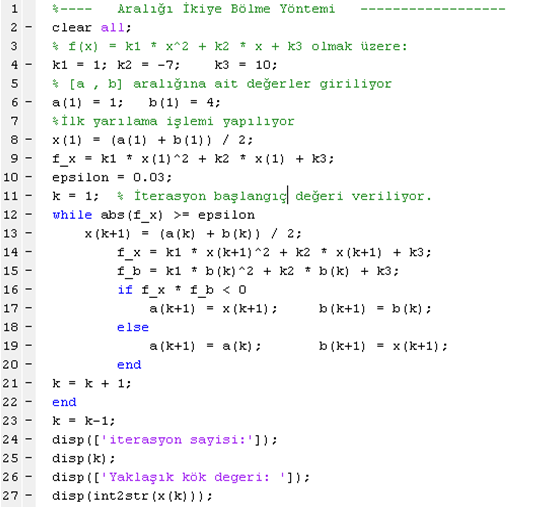 1 %---- Aralığı İkiye Bölme Yöntemi ------------------
2 - clear all;
3 % f(x) = k1 * x^2 + k2 * x + k3 olmak üzere:
4 - k1 = 1; k2 = -7; k3 = 10;
5 % [a , b] aralığına ait değerler giriliyor
6 - a(1) = 1; b(1) = 4;
7 %İlk yarılama işlemi yapılıyor
8 - x(1) = (a(1) + b(1)) / 2;
9 - f_x = k1 * x(1)^2 + k2 * x(1) + k3;
10 - epsilon = 0.03;
11 - k = 1; % İterasyon başlangıç değeri veriliyor.
12 - while abs(f_x) >= epsilon
13 - x(k+1) = (a(k) + b(k)) / 2;
14 - f_x = k1 * x(k+1)^2 + k2 * x(k+1) + k3;
15 - f_b = k1 * b(k)^2 + k2 * b(k) + k3;
16 - if f_x * f_b < 0
17 - a(k+1) = x(k+1); b(k+1) = b(k);
18 - else
19 - a(k+1) = a(k); b(k+1) = x(k+1);
20 - end
21 - k = k + 1;
22 - end
23 - k = k-1;
24 - disp(['iterasyon sayisi:']);
25 - disp(k);
26 - disp(['Yaklaşık kök degeri: ']);
27 - disp(int2str(x(k)));